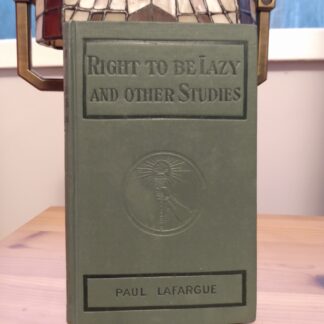 RIGHT TO BE LAZY
AND OTHER STUDIES
PAUL LAFARGUE